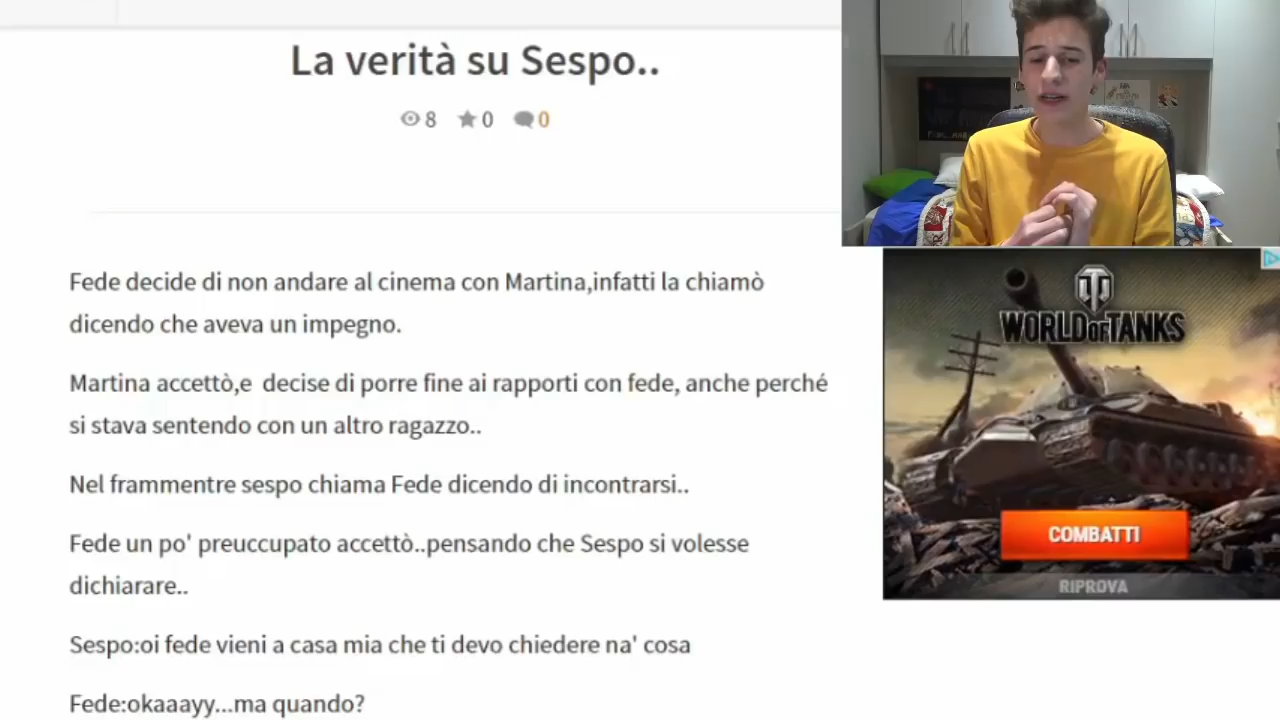 La verità su Sespo..
8 0 0
Fede decide di non andare al cinema con Martina,infatti la chiamò
dicendo che aveva un impegno.
Martina accettò,e decise di porre fine ai rapporti con fede, anche perché
si stava sentendo con un altro ragazzo..
Nel frammentre sespo chiama Fede dicendo di incontrarsi..
Fede un po' preuccupato accettò..pensando che Sespo si volesse
dichiarare..
Sespo:oi fede vieni a casa mia che ti devo chiedere na' cosa
Fede:okaaayy...ma quando?
WORLD OF TANKS
COMBATTI
RIPROVA